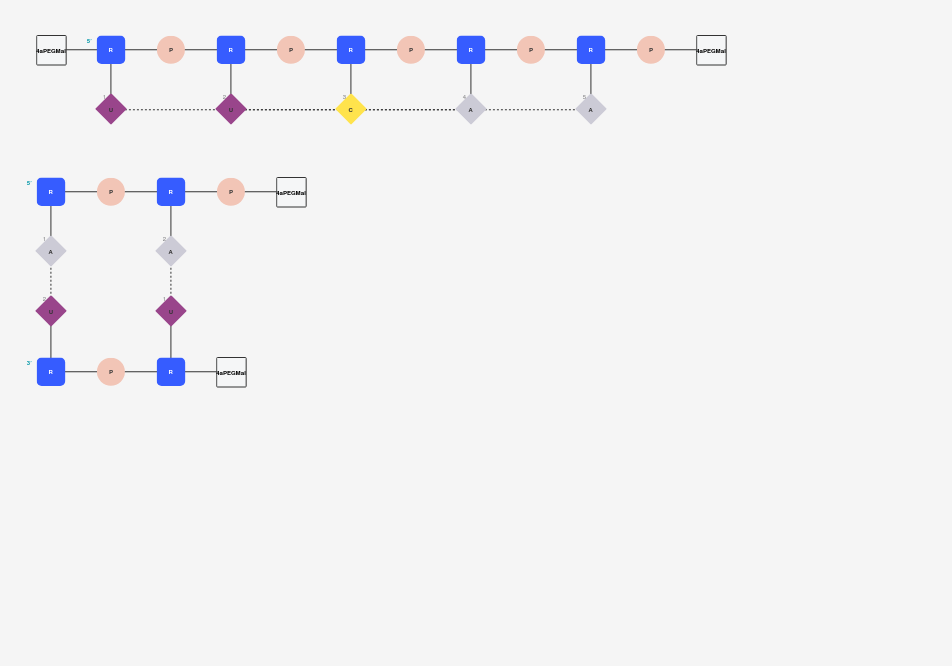 4aPEGMal 5' R P R P R P R P R P 4aPEGMal
1 U 2 U 3 C 4 A 5 A
5' R P R P 4aPEGMal
1 A 2 A
2 U 1 U
3' R P R 4aPEGMal